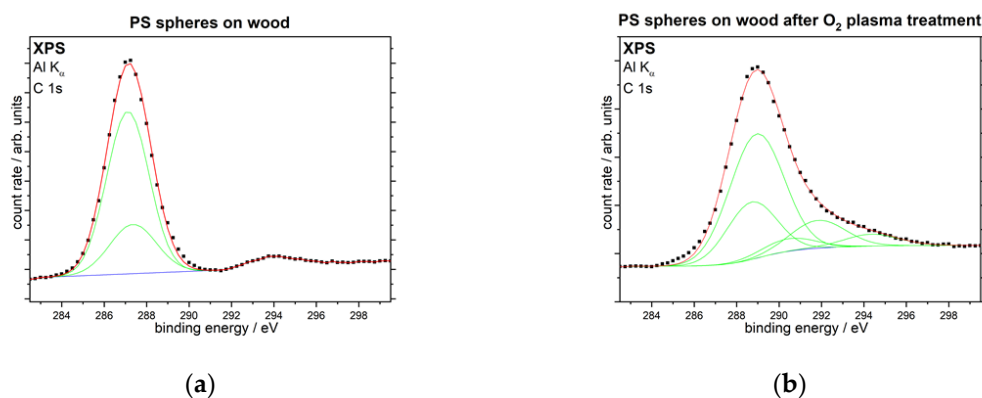 PS spheres on wood
XPS
Al Kα
C 1s
count rate / arb. units
284 286 288 290 292 294 296 298
binding energy / eV
(a)
PS spheres on wood after O₂ plasma treatment
XPS
Al Kα
C 1s
count rate / arb. units
284 286 288 290 292 294 296 298
binding energy / eV
(b)